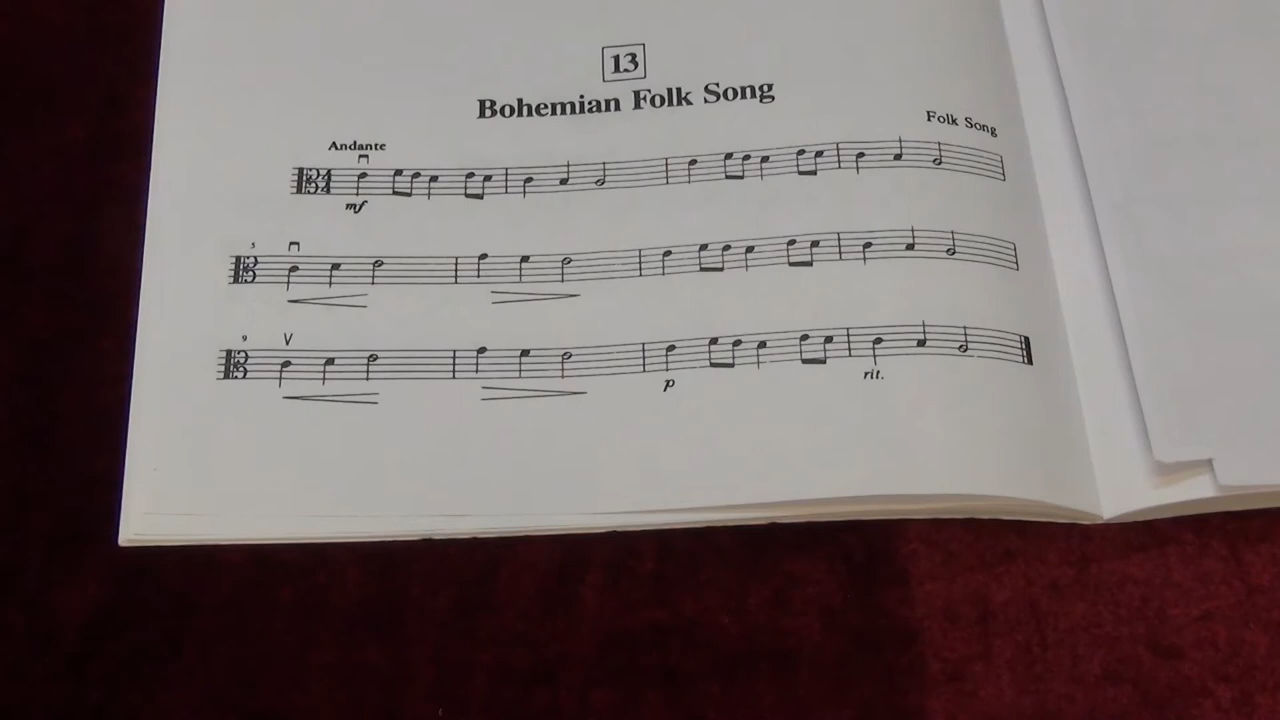 13
Bohemian Folk Song
Folk Song
Andante
mf
5
9
p
rit.